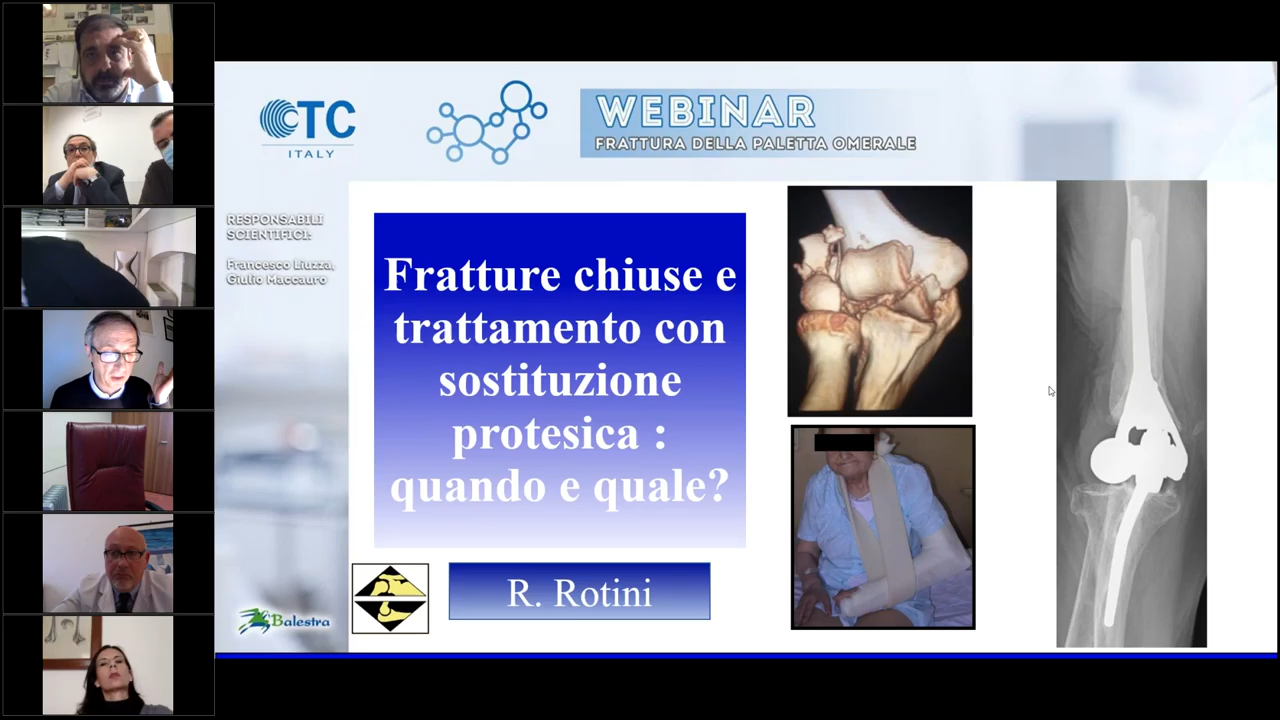 CTC
ITALY
WEBINAR
FRATTURA DELLA PALETTA OMERALE
RESPONSABILI
SCIENTIFICI:
Francesco Liuzza,
Giulio Maccauro
Fratture chiuse e
trattamento con
sostituzione
protesica :
quando e quale?
R. Rotini
Balestra